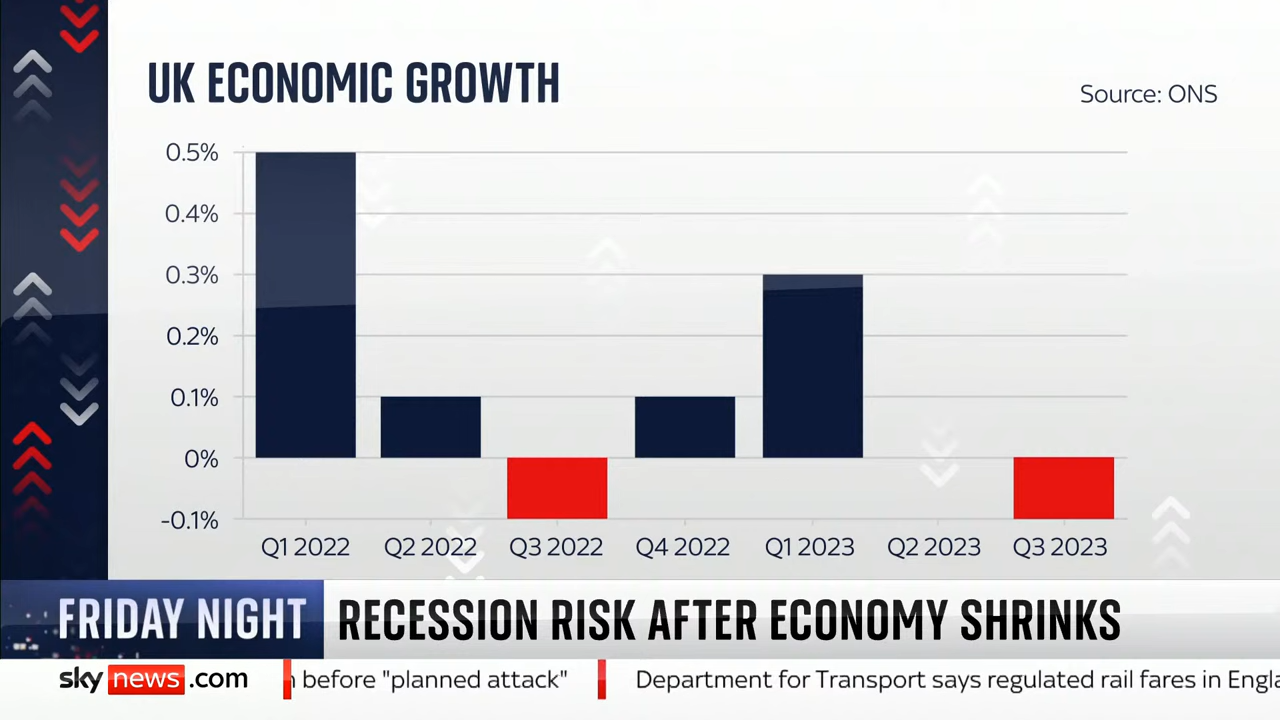 UK ECONOMIC GROWTH
Source: ONS
0.5%
0.4%
0.3%
0.2%
0.1%
0%
-0.1%
Q1 2022 Q2 2022 Q3 2022 Q4 2022 Q1 2023 Q2 2023 Q3 2023
FRIDAY NIGHT RECESSION RISK AFTER ECONOMY SHRINKS
sky news.com before "planned attack" Department for Transport says regulated rail fares in